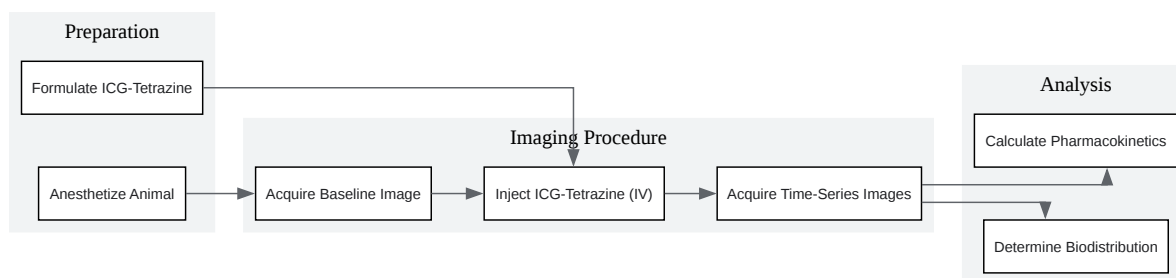 Preparation
Formulate ICG-Tetrazine
Anesthetize Animal
Imaging Procedure
Acquire Baseline Image
Inject ICG-Tetrazine (IV)
Acquire Time-Series Images
Analysis
Calculate Pharmacokinetics
Determine Biodistribution